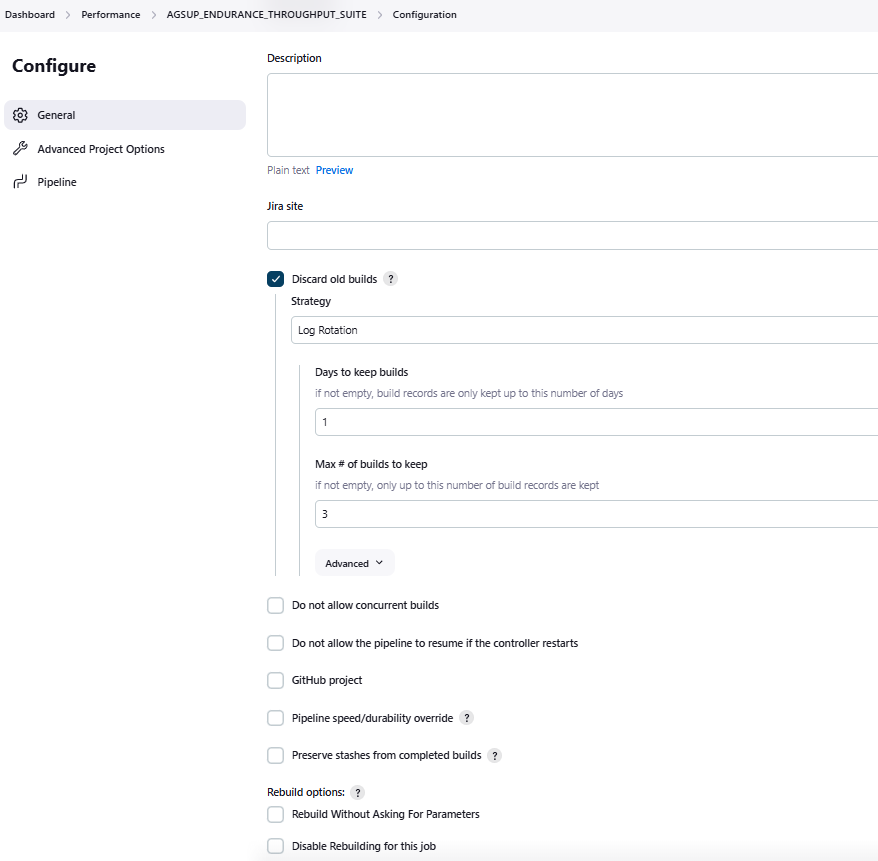 Dashboard > Performance > AGSUP_ENDURANCE_THROUGHPUT_SUITE > Configuration
Configure
General
Advanced Project Options
Pipeline
Description
Plain text Preview
Jira site
Discard old builds ?
Strategy
Log Rotation
Days to keep builds
if not empty, build records are only kept up to this number of days
1
Max # of builds to keep
if not empty, only up to this number of build records are kept
3
Advanced
Do not allow concurrent builds
Do not allow the pipeline to resume if the controller restarts
GitHub project
Pipeline speed/durability override ?
Preserve stashes from completed builds ?
Rebuild options: ?
Rebuild Without Asking For Parameters
Disable Rebuilding for this job